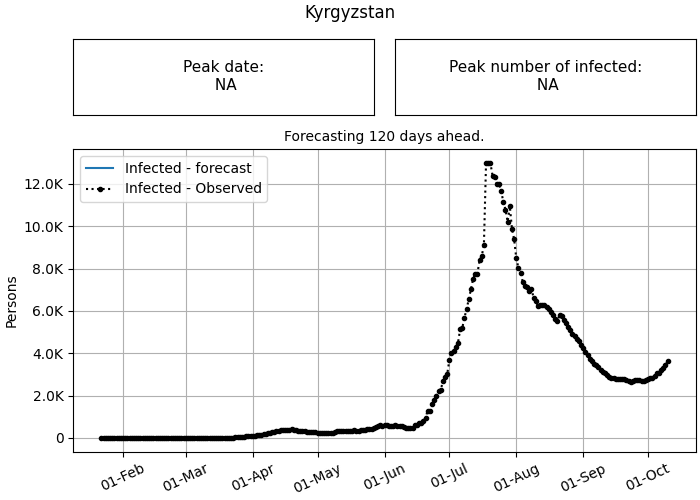 Kyrgyzstan
Peak date:
NA
Peak number of infected:
NA
Forecasting 120 days ahead.
Infected - forecast
Infected - Observed
12.0K
10.0K
8.0K
6.0K
4.0K
2.0K
0
Persons
01-Feb
01-Mar
01-Apr
01-May
01-Jun
01-Jul
01-Aug
01-Sep
01-Oct